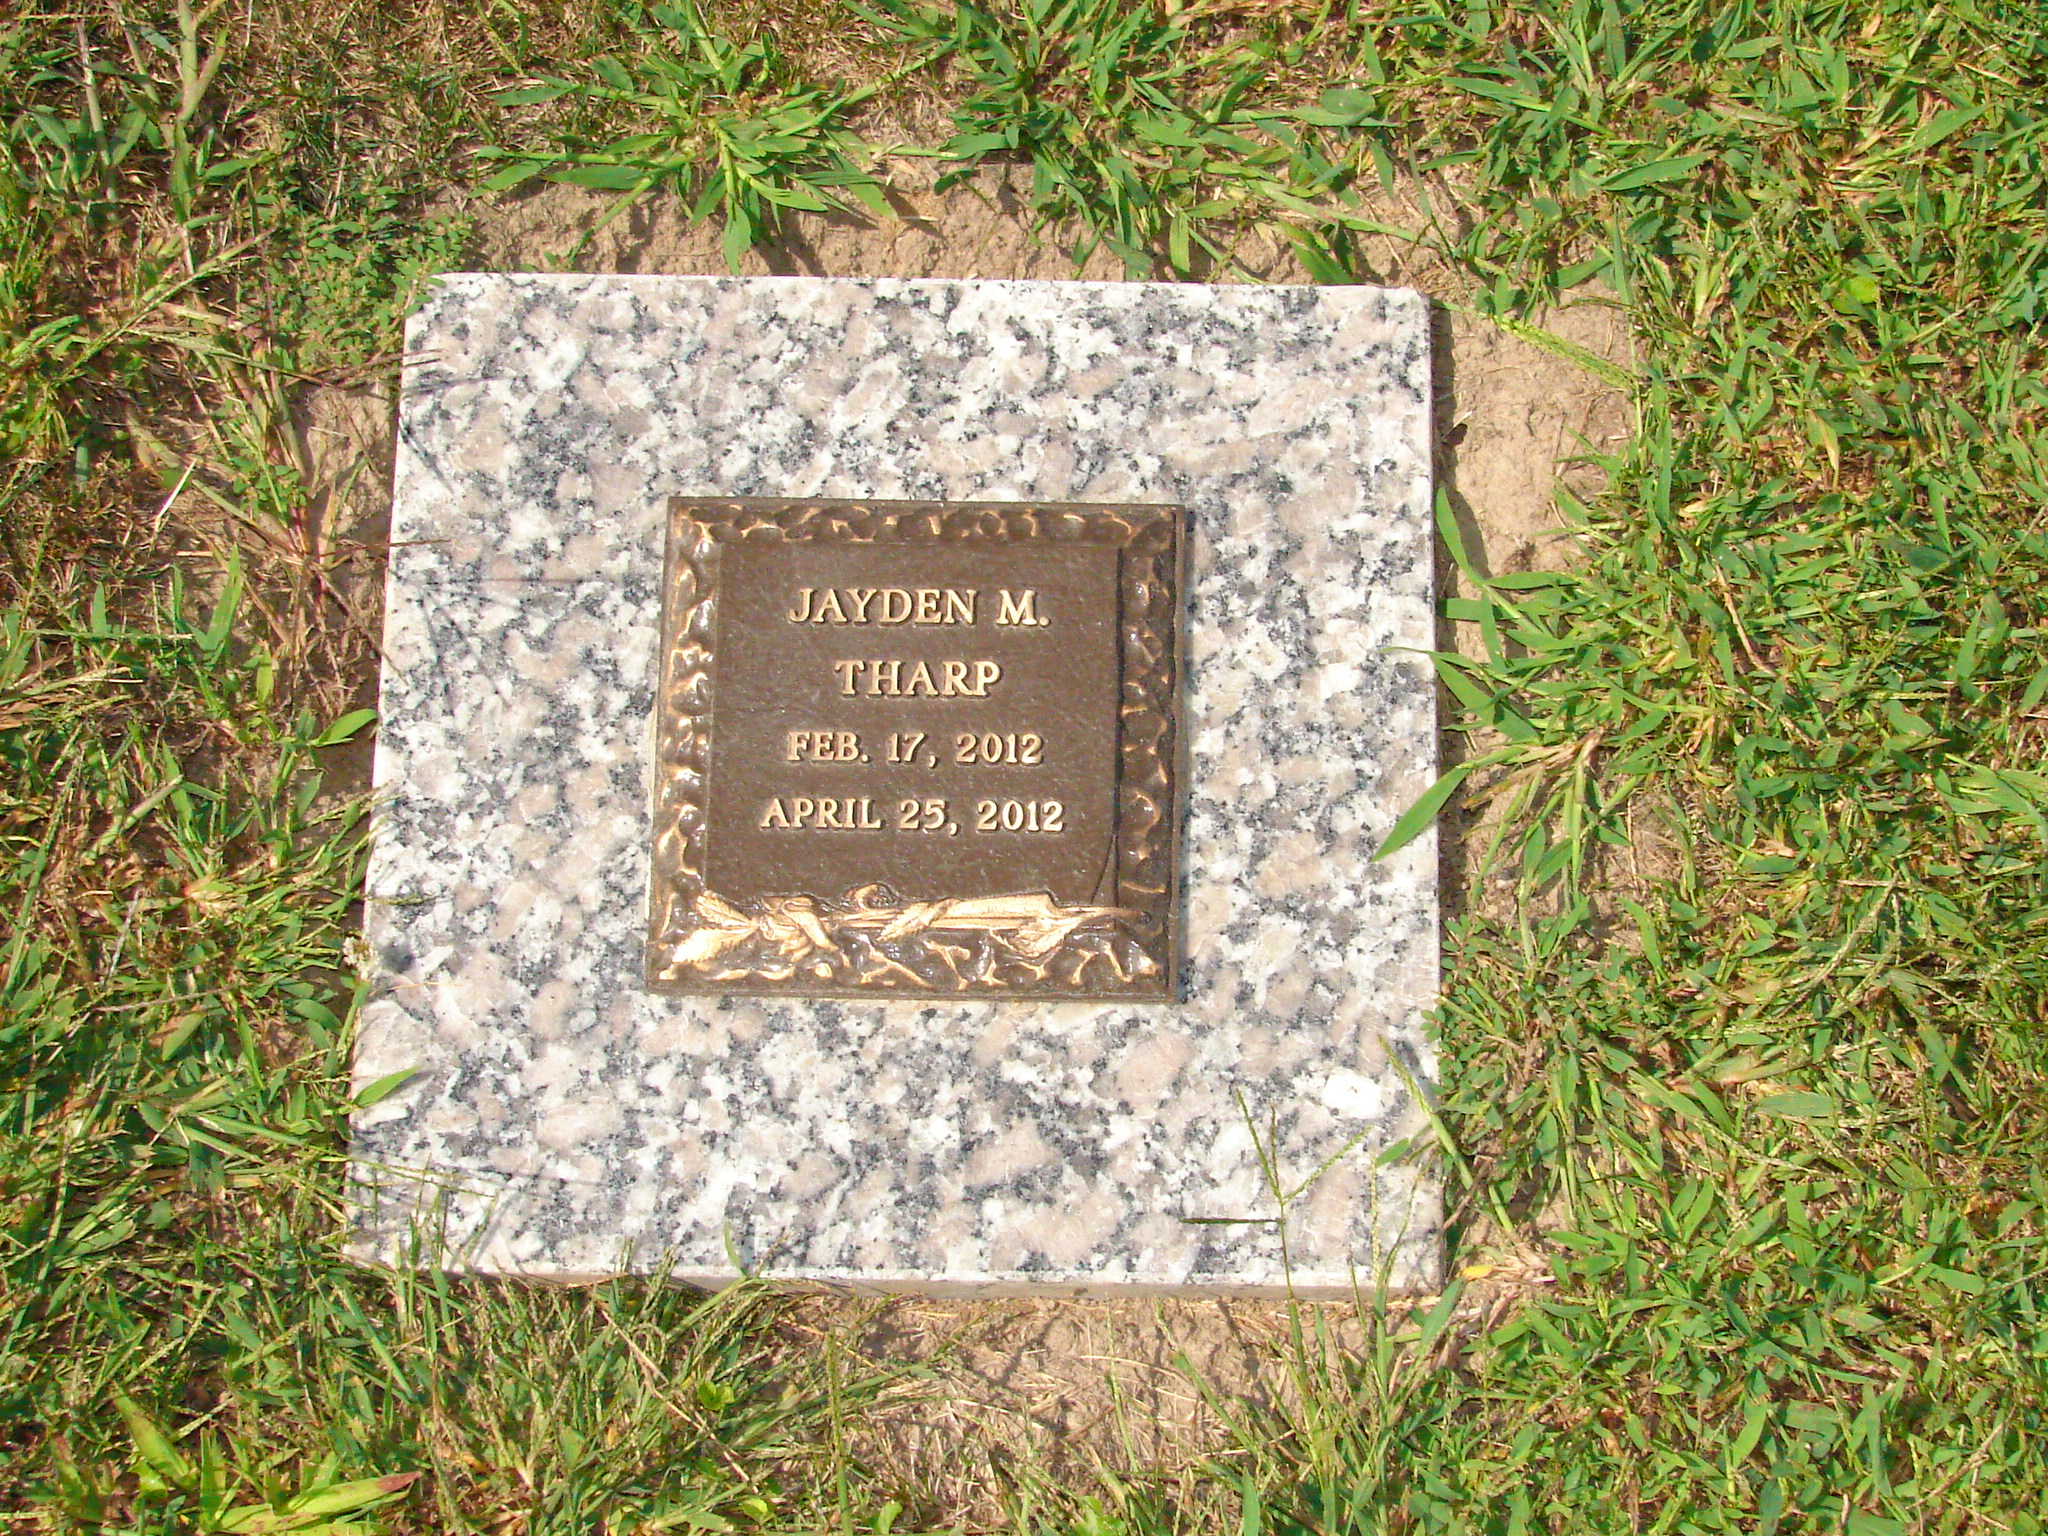 JAYDEN M.
THARP
FEB. 17, 2012
APRIL 25, 2012